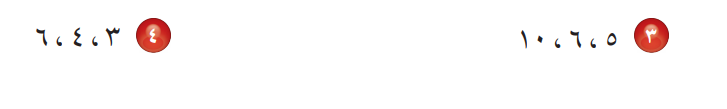 ٣ ٥ ، ٦ ، ١٠
٤ ٣ ، ٤ ، ٦